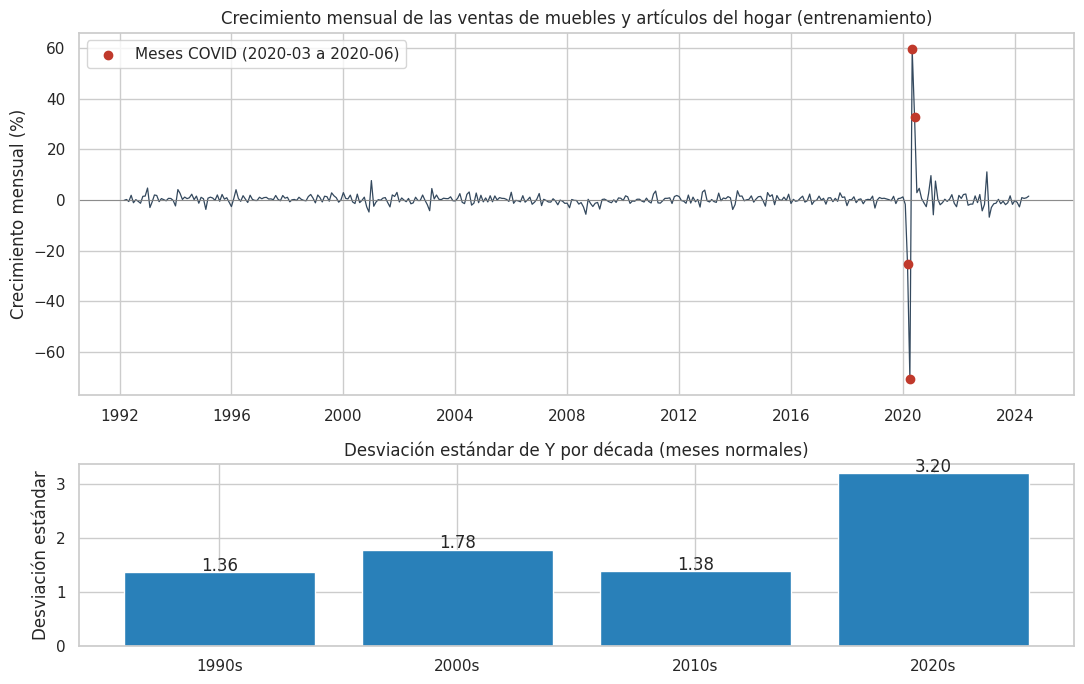 Crecimiento mensual de las ventas de muebles y artículos del hogar (entrenamiento)
Meses COVID (2020-03 a 2020-06)
Crecimiento mensual (%)
60
40
20
0
−20
−40
−60
1992 1996 2000 2004 2008 2012 2016 2020 2024
Desviación estándar de Y por década (meses normales)
Desviación estándar
3
2
1
0
1.36 1.78 1.38 3.20
1990s 2000s 2010s 2020s